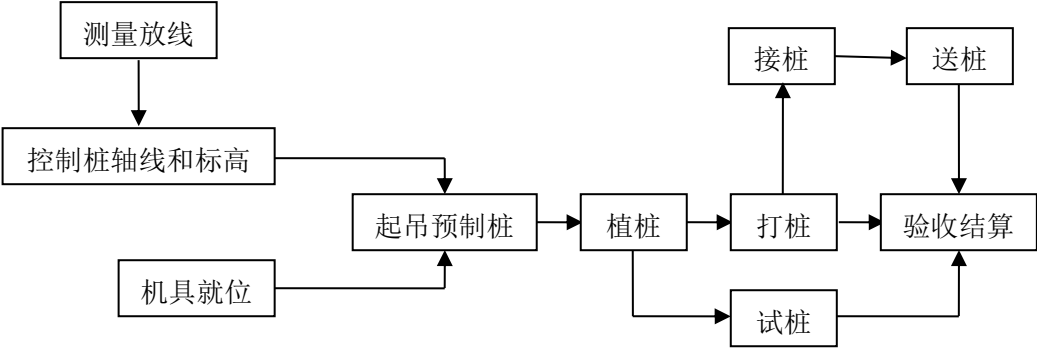 测量放线
接桩
送桩
控制桩轴线和标高
起吊预制桩
植桩
打桩
验收结算
机具就位
试桩